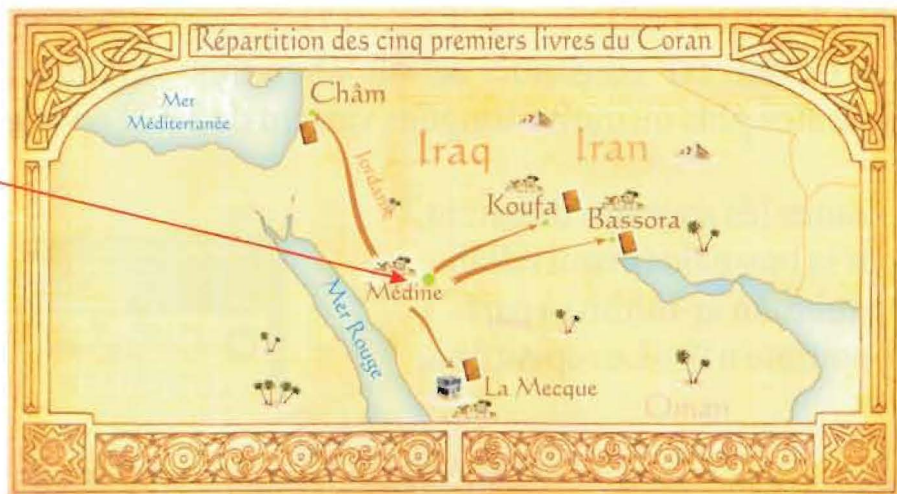 Répartition des cinq premiers livres du Coran
Mer
Méditerranée
Châm
Jordanie
Iraq
Iran
Koufa
Bassora
Médine
Mer Rouge
La Mecque
Oman